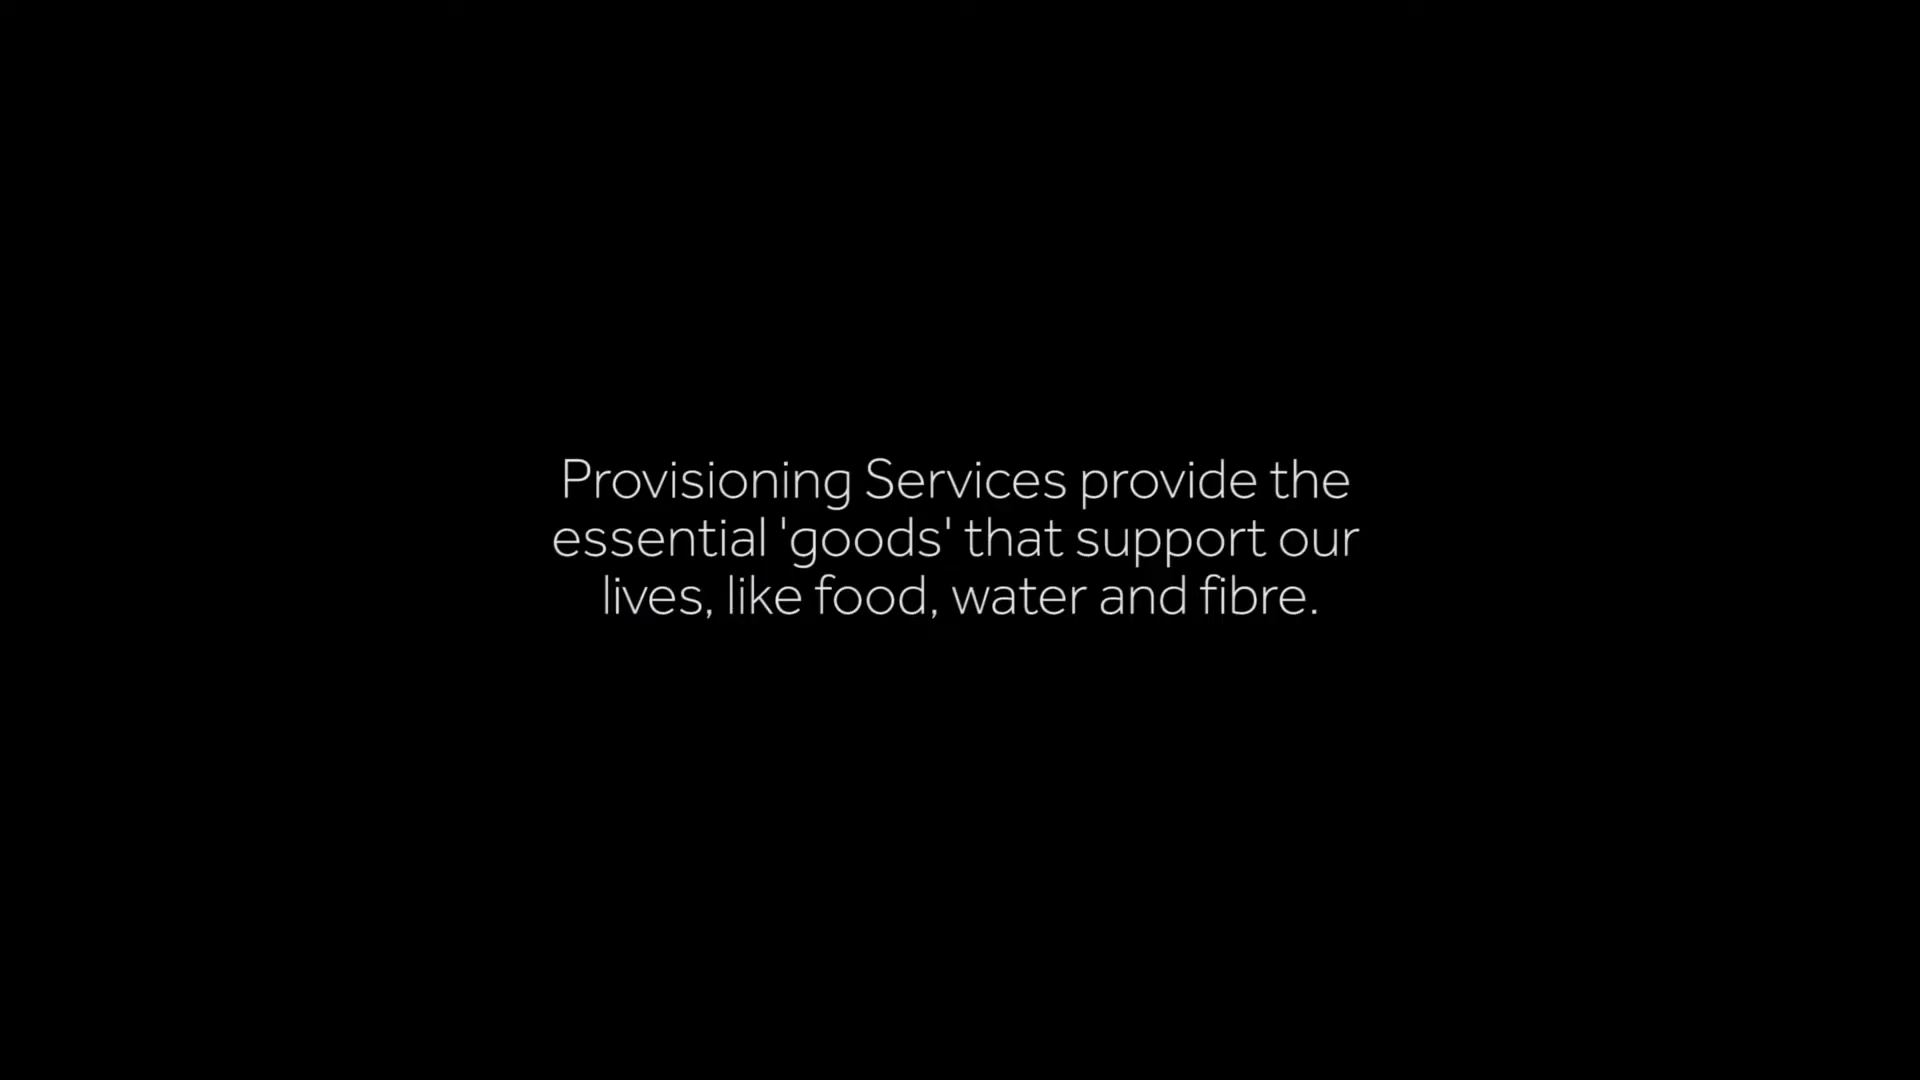 Provisioning Services provide the
essential 'goods' that support our
lives, like food, water and fibre.